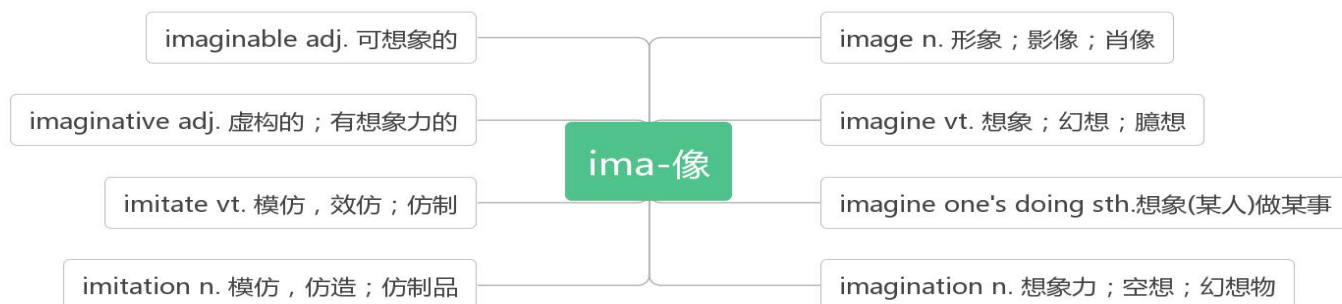 imaginable adj. 可想象的
imaginative adj. 虚构的；有想象力的
imitate vt. 模仿，效仿；仿制
imitation n. 模仿，仿造；仿制品
ima-像
image n. 形象；影像；肖像
imagine vt. 想象；幻想；臆想
imagine one's doing sth.想象(某人)做某事
imagination n. 想象力；空想；幻想物